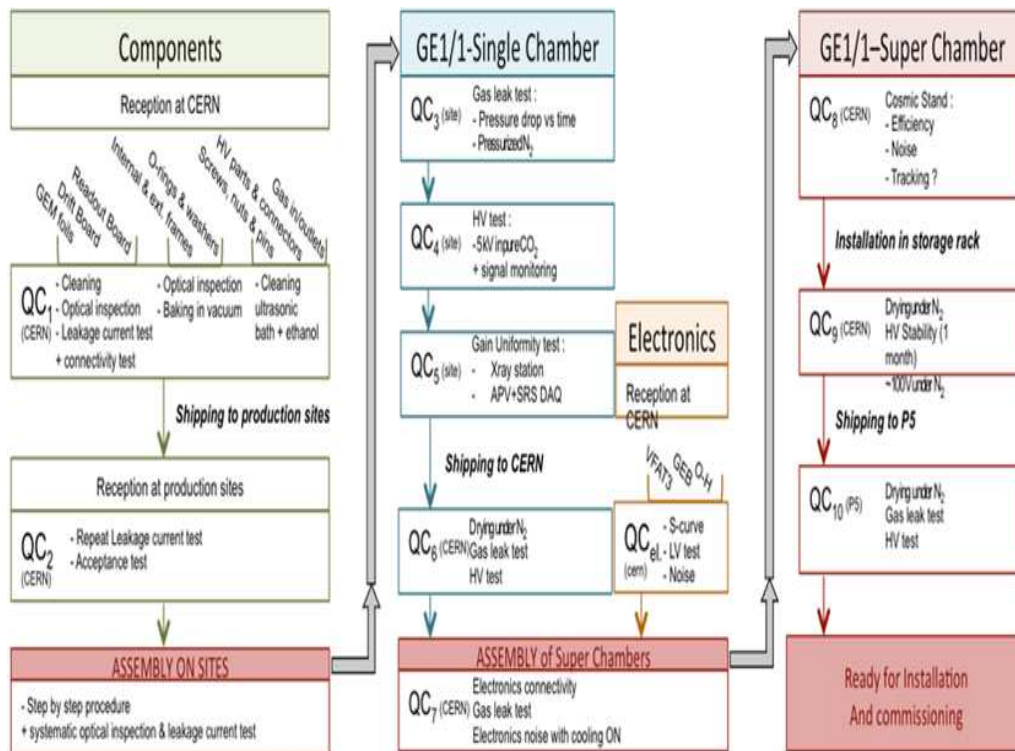 Components
Reception at CERN
GEM foils
Drift Board
Readout Board
Internal & ext. frames
O-rings & washers
Screws, nuts & pins
HV parts & connectors
Gas in/outlets
QC1
(CERN)
- Cleaning
- Optical inspection
- Leakage current test
+ connectivity test
- Optical inspection
- Baking in vacuum
- Cleaning
ultrasonic
bath + ethanol
Shipping to production sites
Reception at production sites
QC2
(CERN)
- Repeat Leakage current test
- Acceptance test
ASSEMBLY ON SITES
- Step by step procedure
+ systematic optical inspection & leakage current test
GE1/1-Single Chamber
QC3 (site)
Gas leak test :
- Pressure drop vs time
- Pressurized N2
QC4 (site)
HV test :
- 5kV in pure CO2
+ signal monitoring
QC5 (site)
Gain Uniformity test :
- Xray station
- APV+SRS DAQ
Shipping to CERN
QC6 (CERN)
Drying under N2
Gas leak test
HV test
Electronics
Reception at
CERN
VFAT3
GEB
O-H
QCel.
(cern)
- S-curve
- LV test
- Noise
ASSEMBLY of Super Chambers
QC7 (CERN)
Electronics connectivity
Gas leak test
Electronics noise with cooling ON
GE1/1–Super Chamber
QC8 (CERN)
Cosmic Stand :
- Efficiency
- Noise
- Tracking ?
Installation in storage rack
QC9 (CERN)
Drying under N2
HV Stability (1
month)
~100V under N2
Shipping to P5
QC10 (P5)
Drying under N2
Gas leak test
HV test
Ready for Installation
And commissioning